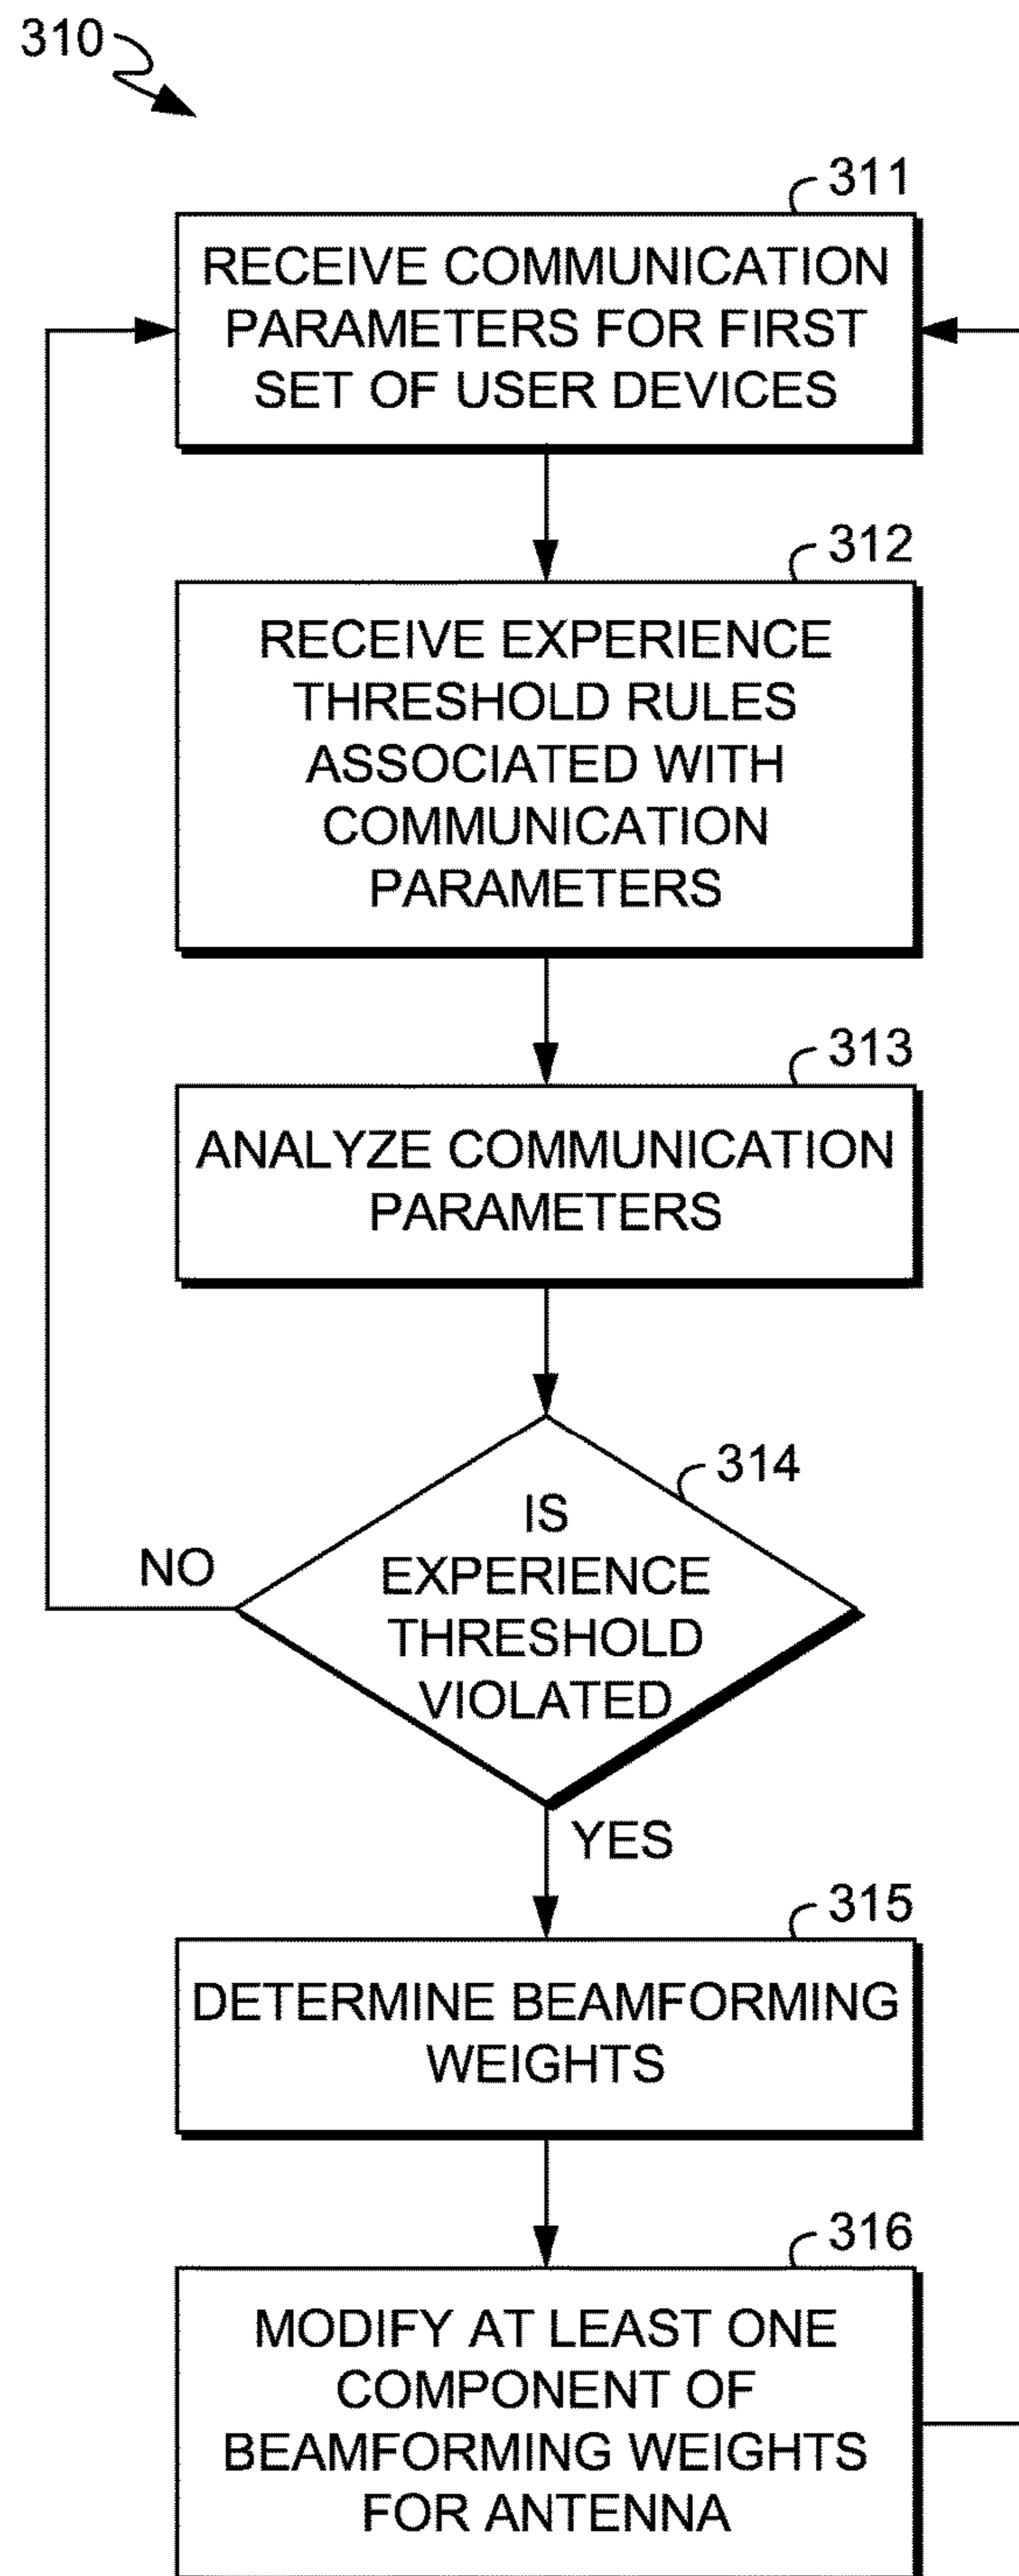 310
311
RECEIVE COMMUNICATION
PARAMETERS FOR FIRST
SET OF USER DEVICES
312
RECEIVE EXPERIENCE
THRESHOLD RULES
ASSOCIATED WITH
COMMUNICATION
PARAMETERS
313
ANALYZE COMMUNICATION
PARAMETERS
314
IS
EXPERIENCE
THRESHOLD
VIOLATED
NO
YES
315
DETERMINE BEAMFORMING
WEIGHTS
316
MODIFY AT LEAST ONE
COMPONENT OF
BEAMFORMING WEIGHTS
FOR ANTENNA